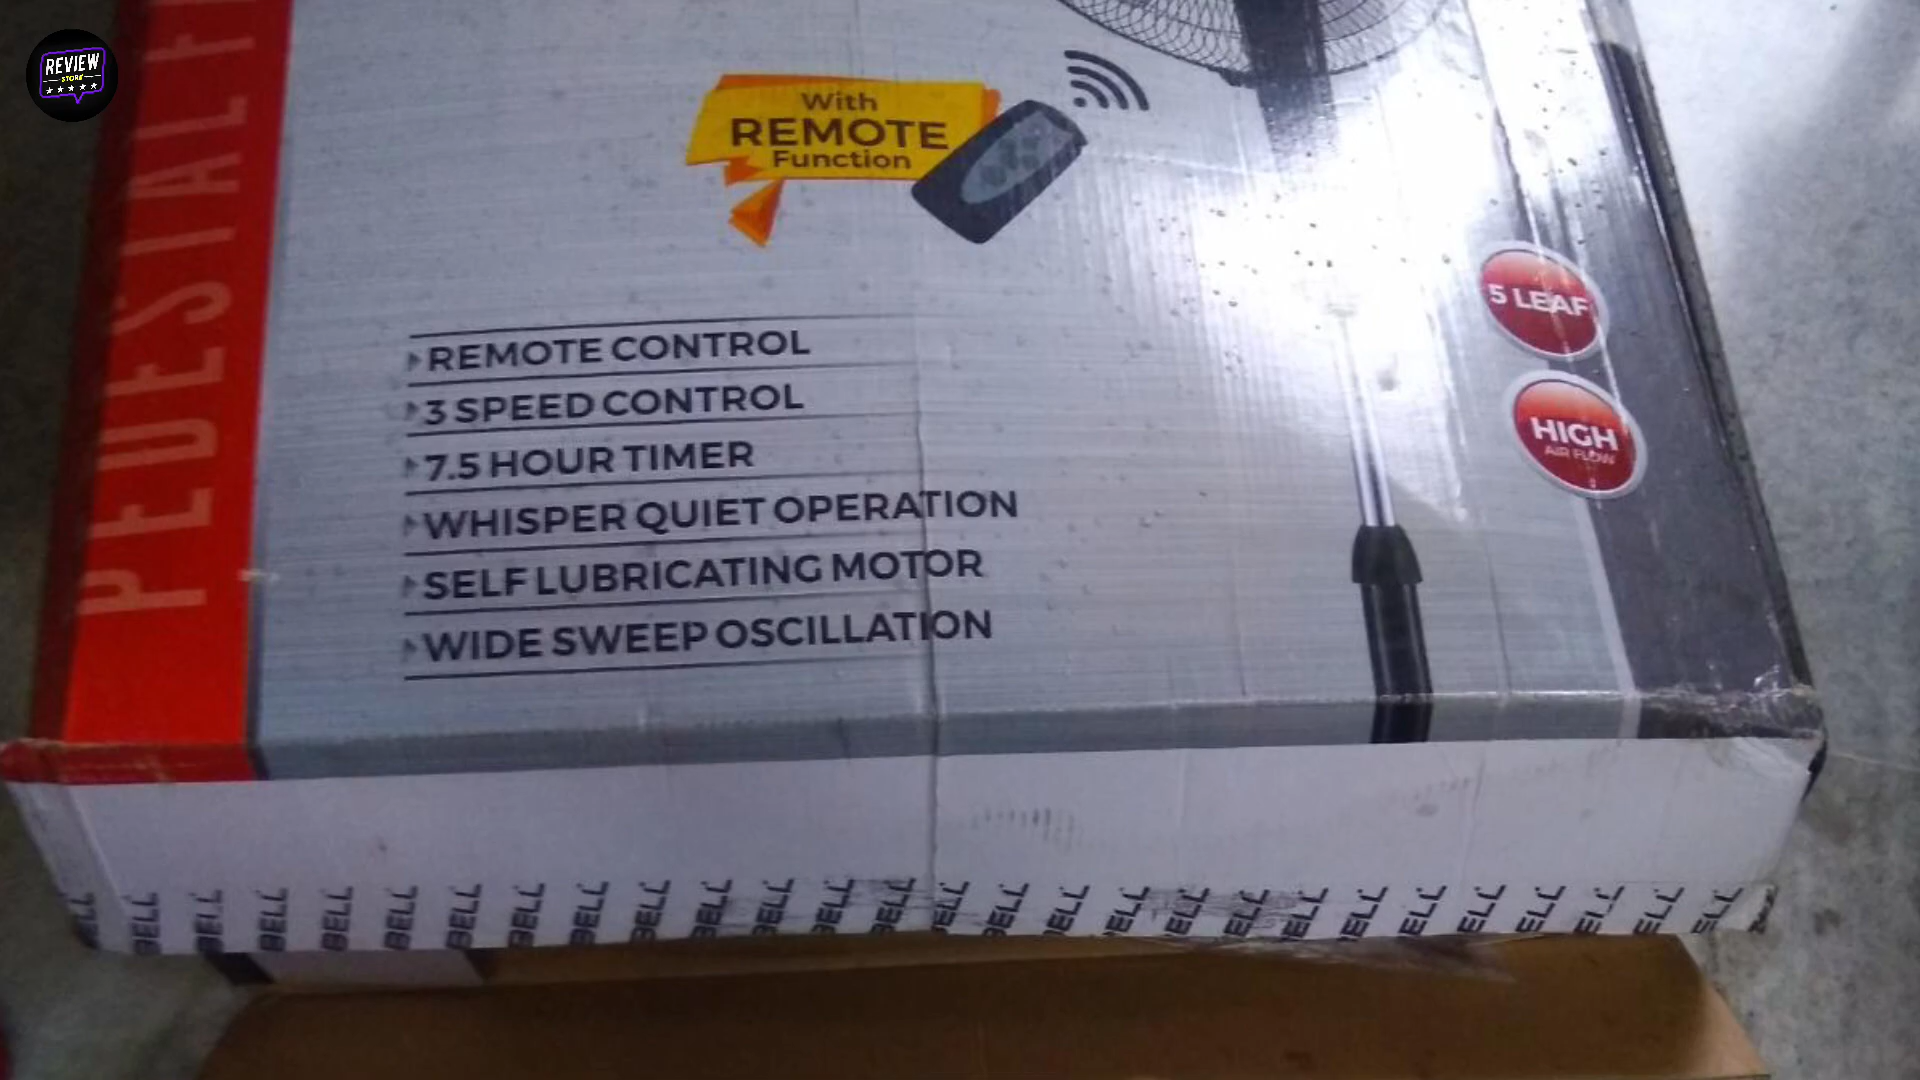 REVIEW
STORE
PEDESTAL F
With
REMOTE
Function
5 LEAF
HIGH
AIR FLOW
REMOTE CONTROL
3 SPEED CONTROL
7.5 HOUR TIMER
WHISPER QUIET OPERATION
SELF LUBRICATING MOTOR
WIDE SWEEP OSCILLATION
BELL BELL BELL BELL BELL BELL BELL BELL BELL BELL BELL BELL BELL BELL BELL BELL BELL BELL BELL BELL BELL BELL BELL BELL BELL BELL BELL ELL